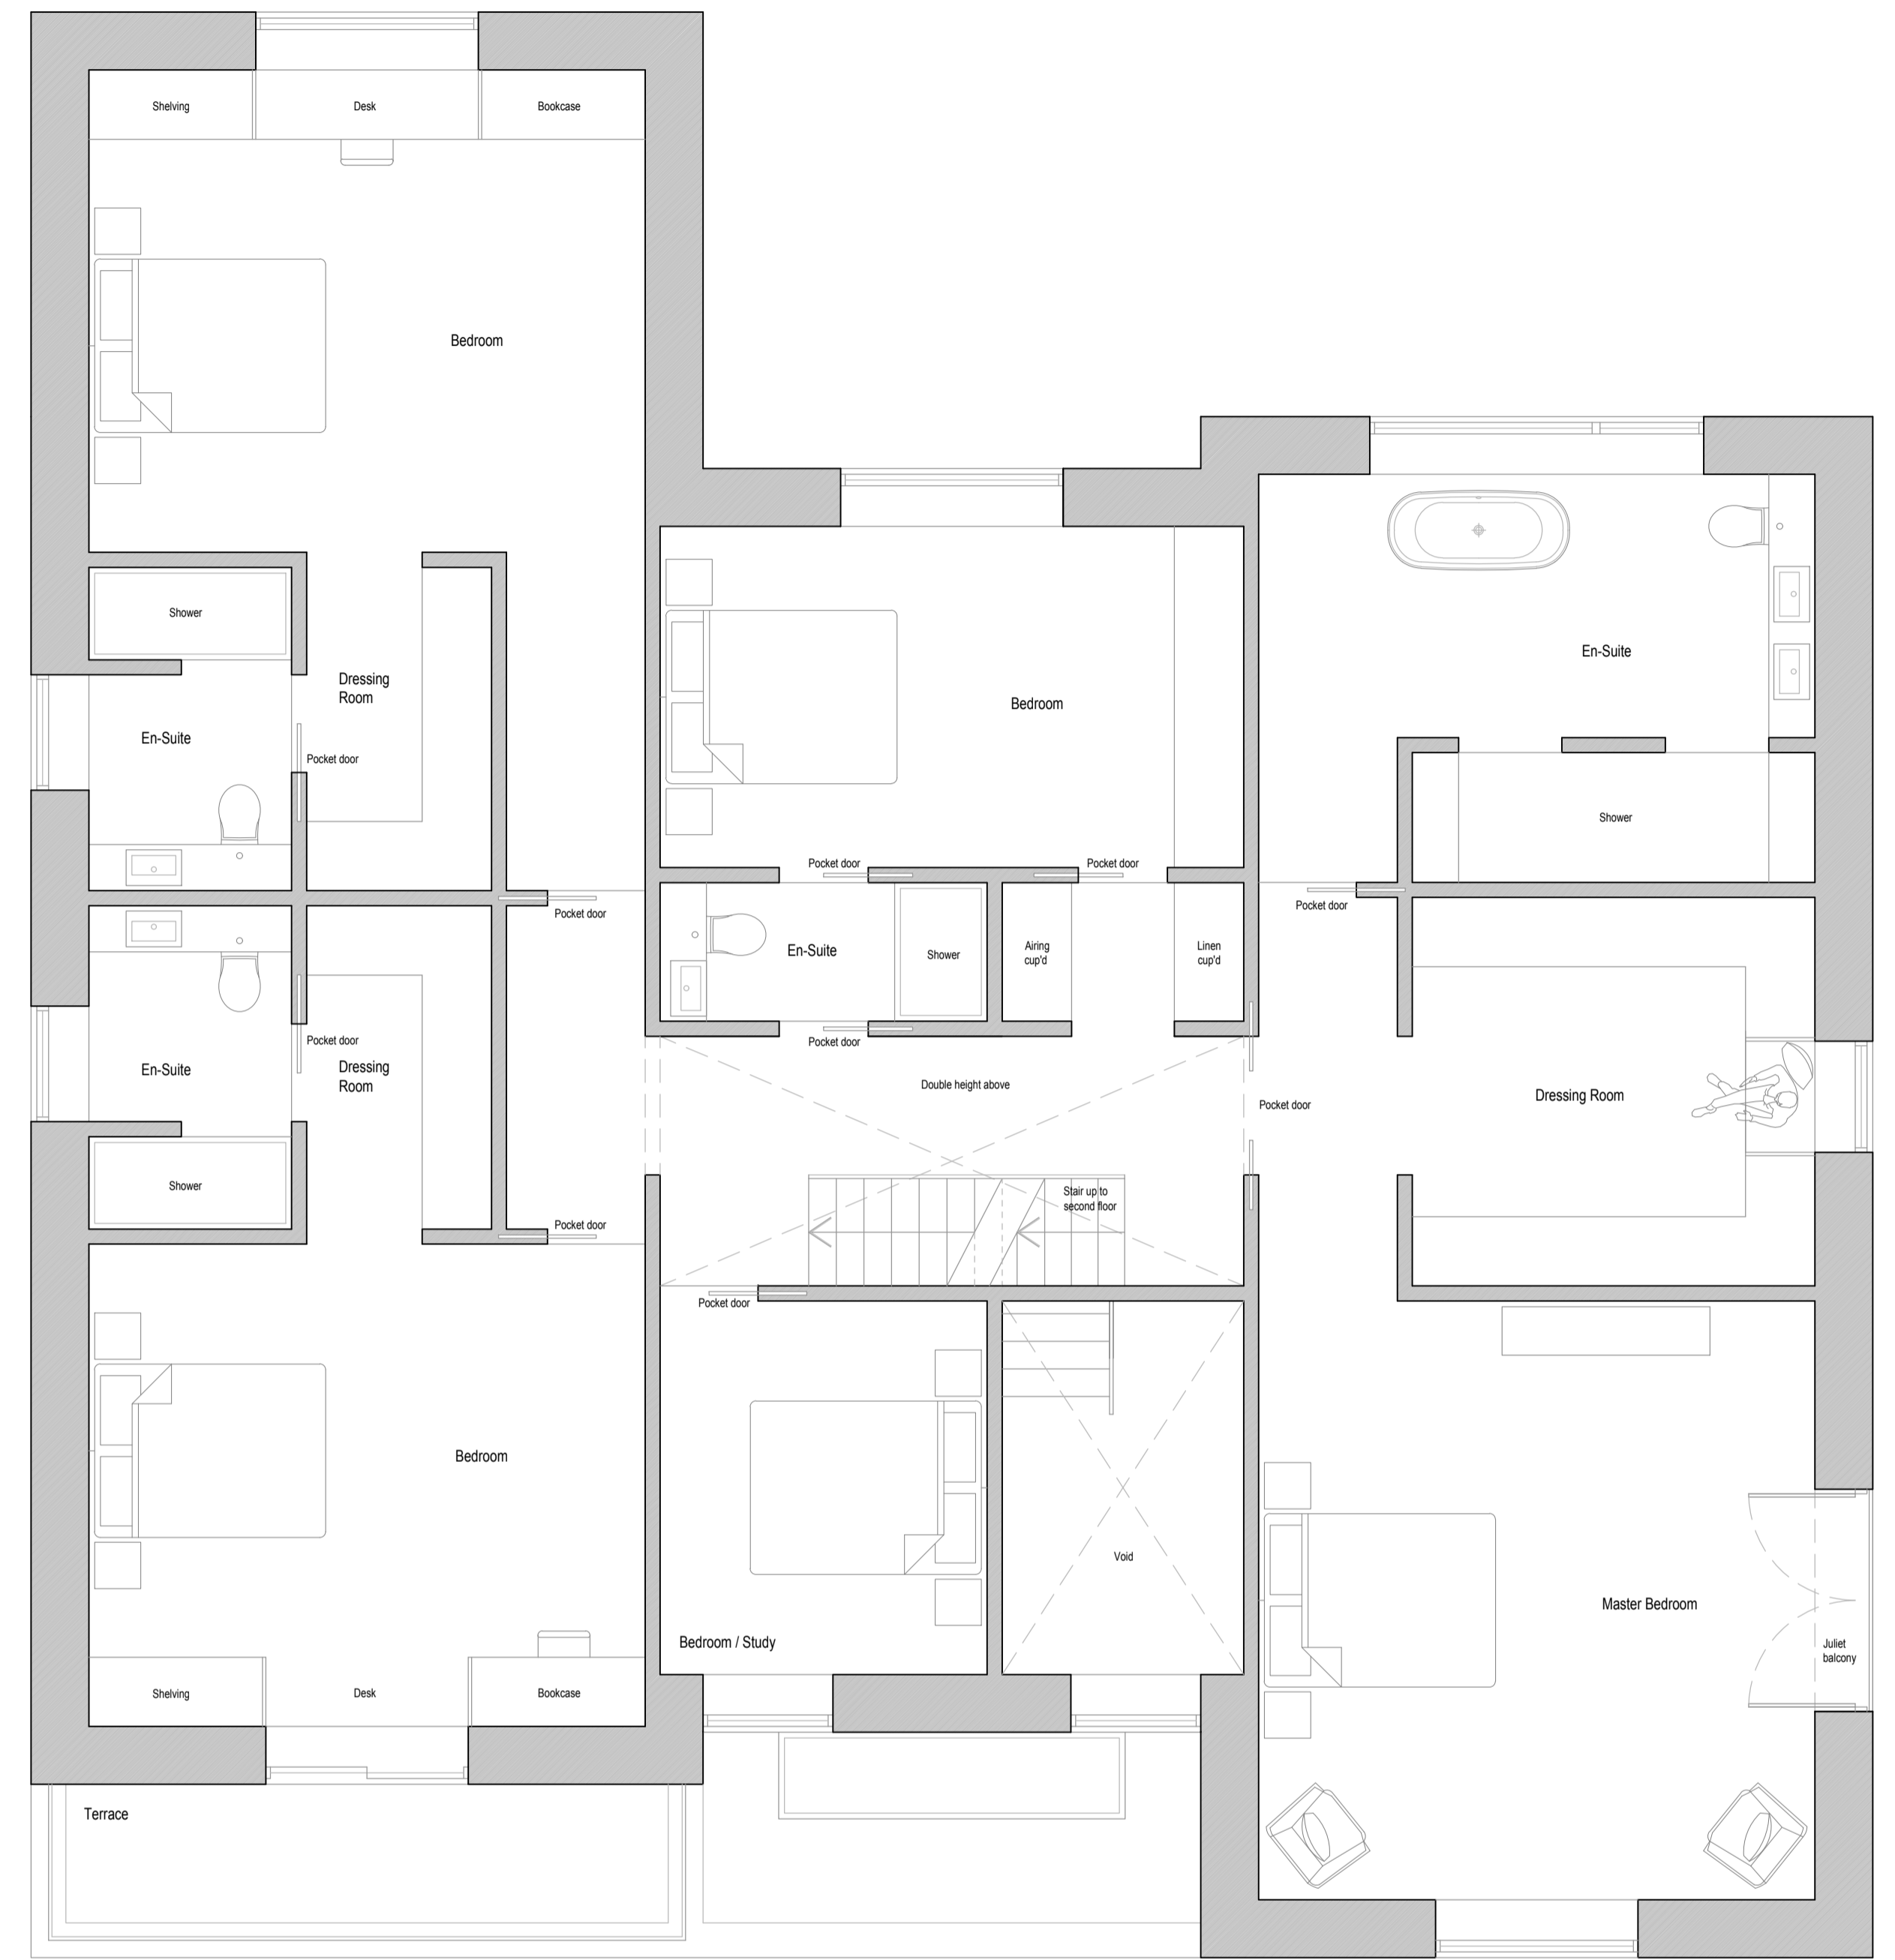 Shelving
Desk
Bookcase
Bedroom
Shower
Dressing
Room
En-Suite
Pocket door
Pocket door
En-Suite
Pocket door
Dressing
Room
Shower
Pocket door
Bedroom
Shelving
Desk
Bookcase
Terrace
Bedroom
Pocket door
Pocket door
En-Suite
Shower
Airing
cup'd
Linen
cup'd
Pocket door
Double height above
Stair up to
second floor
Pocket door
Bedroom / Study
Void
En-Suite
Shower
Pocket door
Pocket door
Dressing Room
Master Bedroom
Juliet
balcony